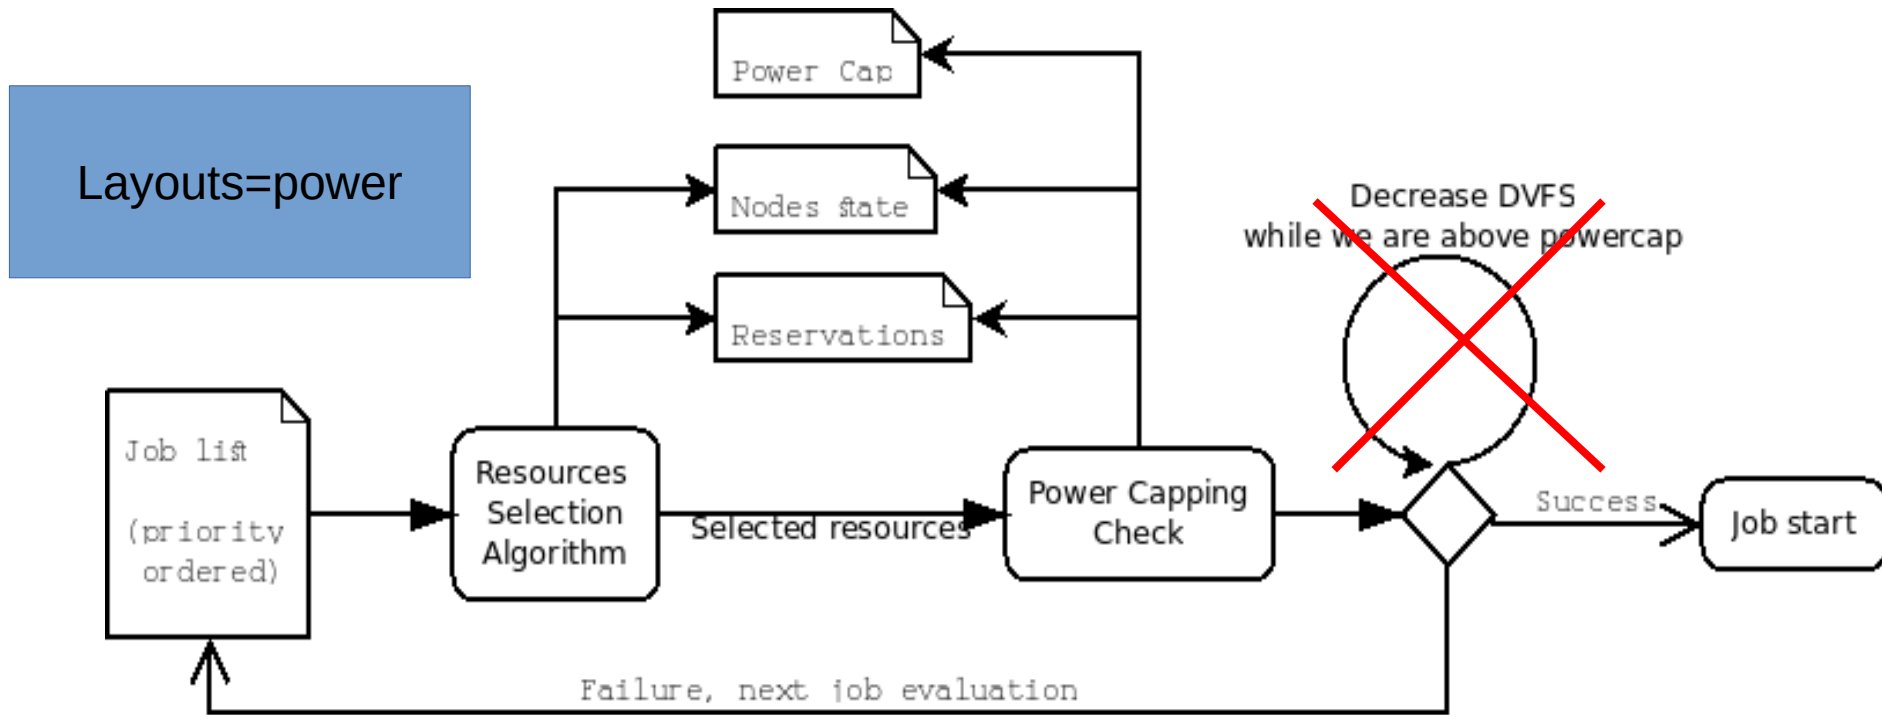 Power Cap
Layouts=power
Nodes state
Decrease DVFS
while we are above powercap
Reservations
Job list
(priority
ordered)
Resources
Selection
Algorithm
Selected resources
Power Capping
Check
Success
Job start
Failure, next job evaluation